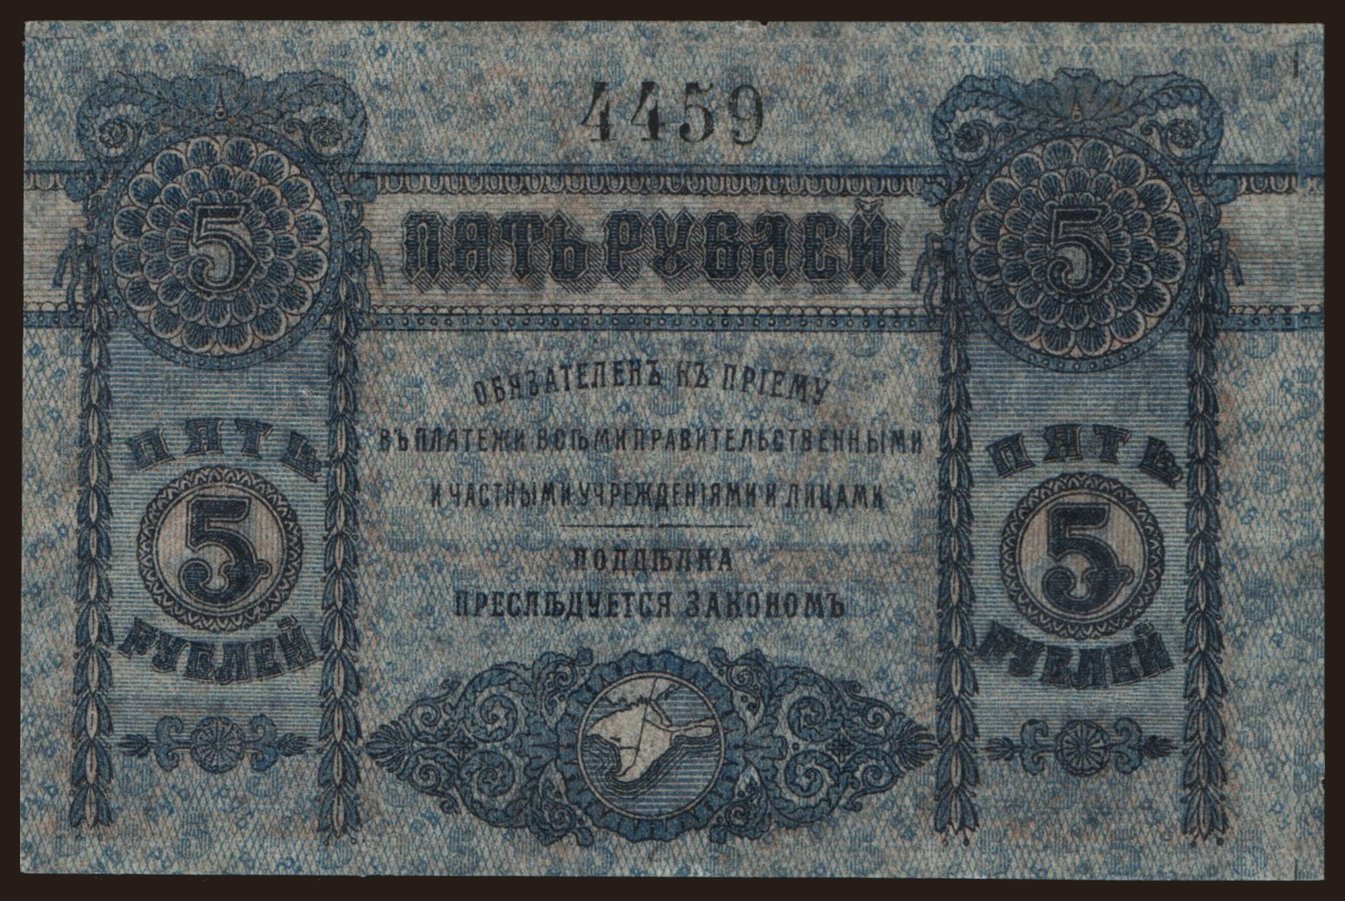 4459
5 5
ПЯТЬ РУБЛЕЙ
ОБЯЗАТЕЛЕНЪ КЪ ПРІЕМУ
ВЪ ПЛАТЕЖИ ВСѢМИ ПРАВИТЕЛЬСТВЕННЫМИ
И ЧАСТНЫМИ УЧРЕЖДЕНІЯМИ И ЛИЦАМИ
ПОДДѢЛКА
ПРЕСЛѢДУЕТСЯ ЗАКОНОМЪ
ПЯТЬ
5
РУБЛЕЙ
ПЯТЬ
5
РУБЛЕЙ